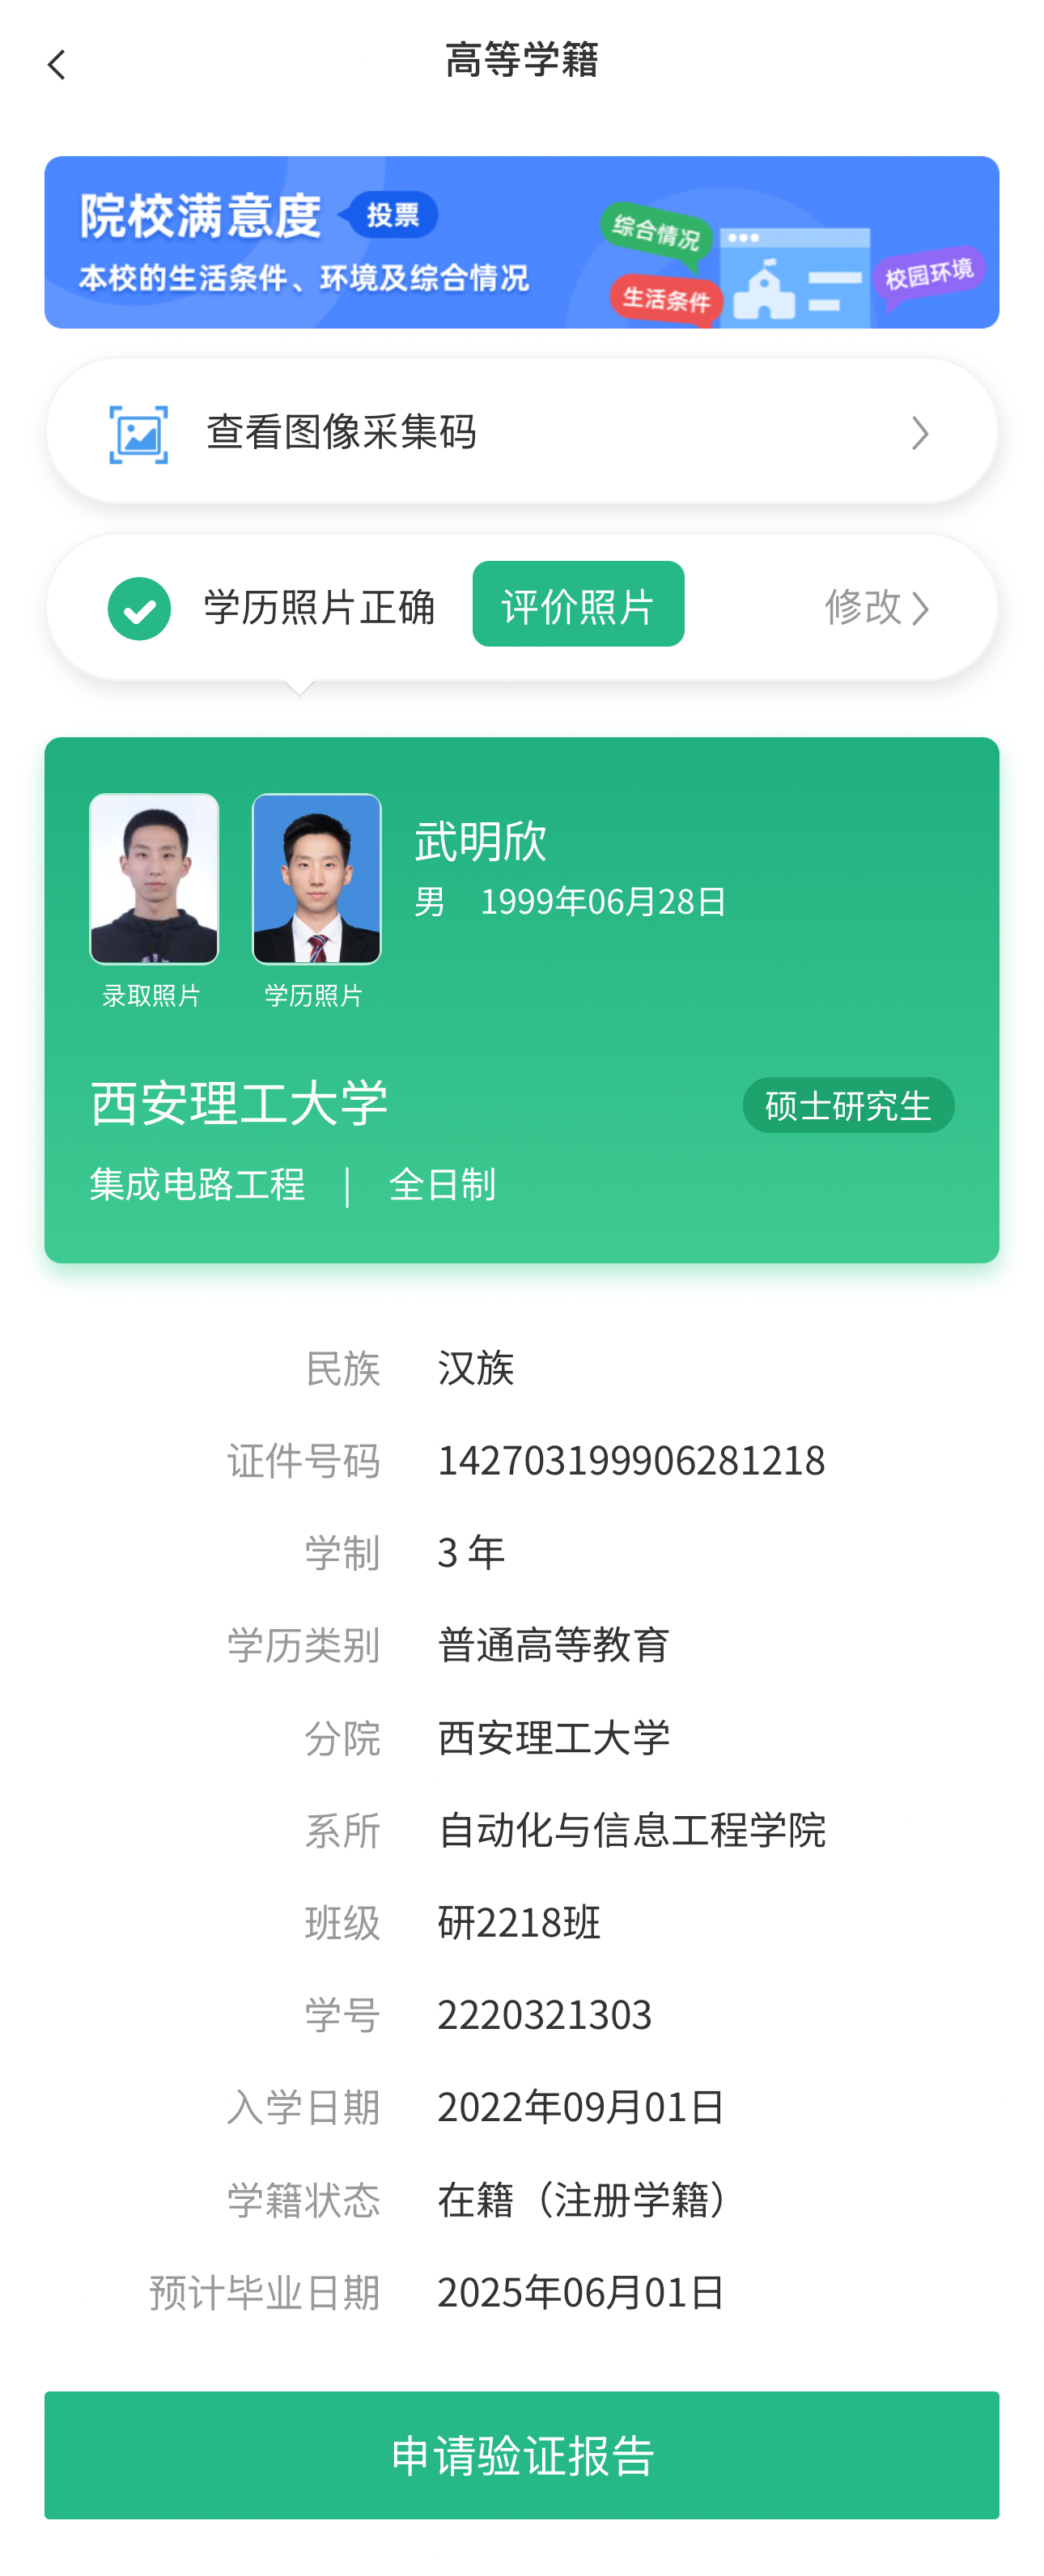 高等学籍
院校满意度 投票
本校的生活条件、环境及综合情况
综合情况
生活条件
校园环境
查看图像采集码
学历照片正确 评价照片 修改
武明欣
男 1999年06月28日
录取照片 学历照片
西安理工大学 硕士研究生
集成电路工程 | 全日制
民族 汉族
证件号码 142703199906281218
学制 3 年
学历类别 普通高等教育
分院 西安理工大学
系所 自动化与信息工程学院
班级 研2218班
学号 2220321303
入学日期 2022年09月01日
学籍状态 在籍（注册学籍）
预计毕业日期 2025年06月01日
申请验证报告